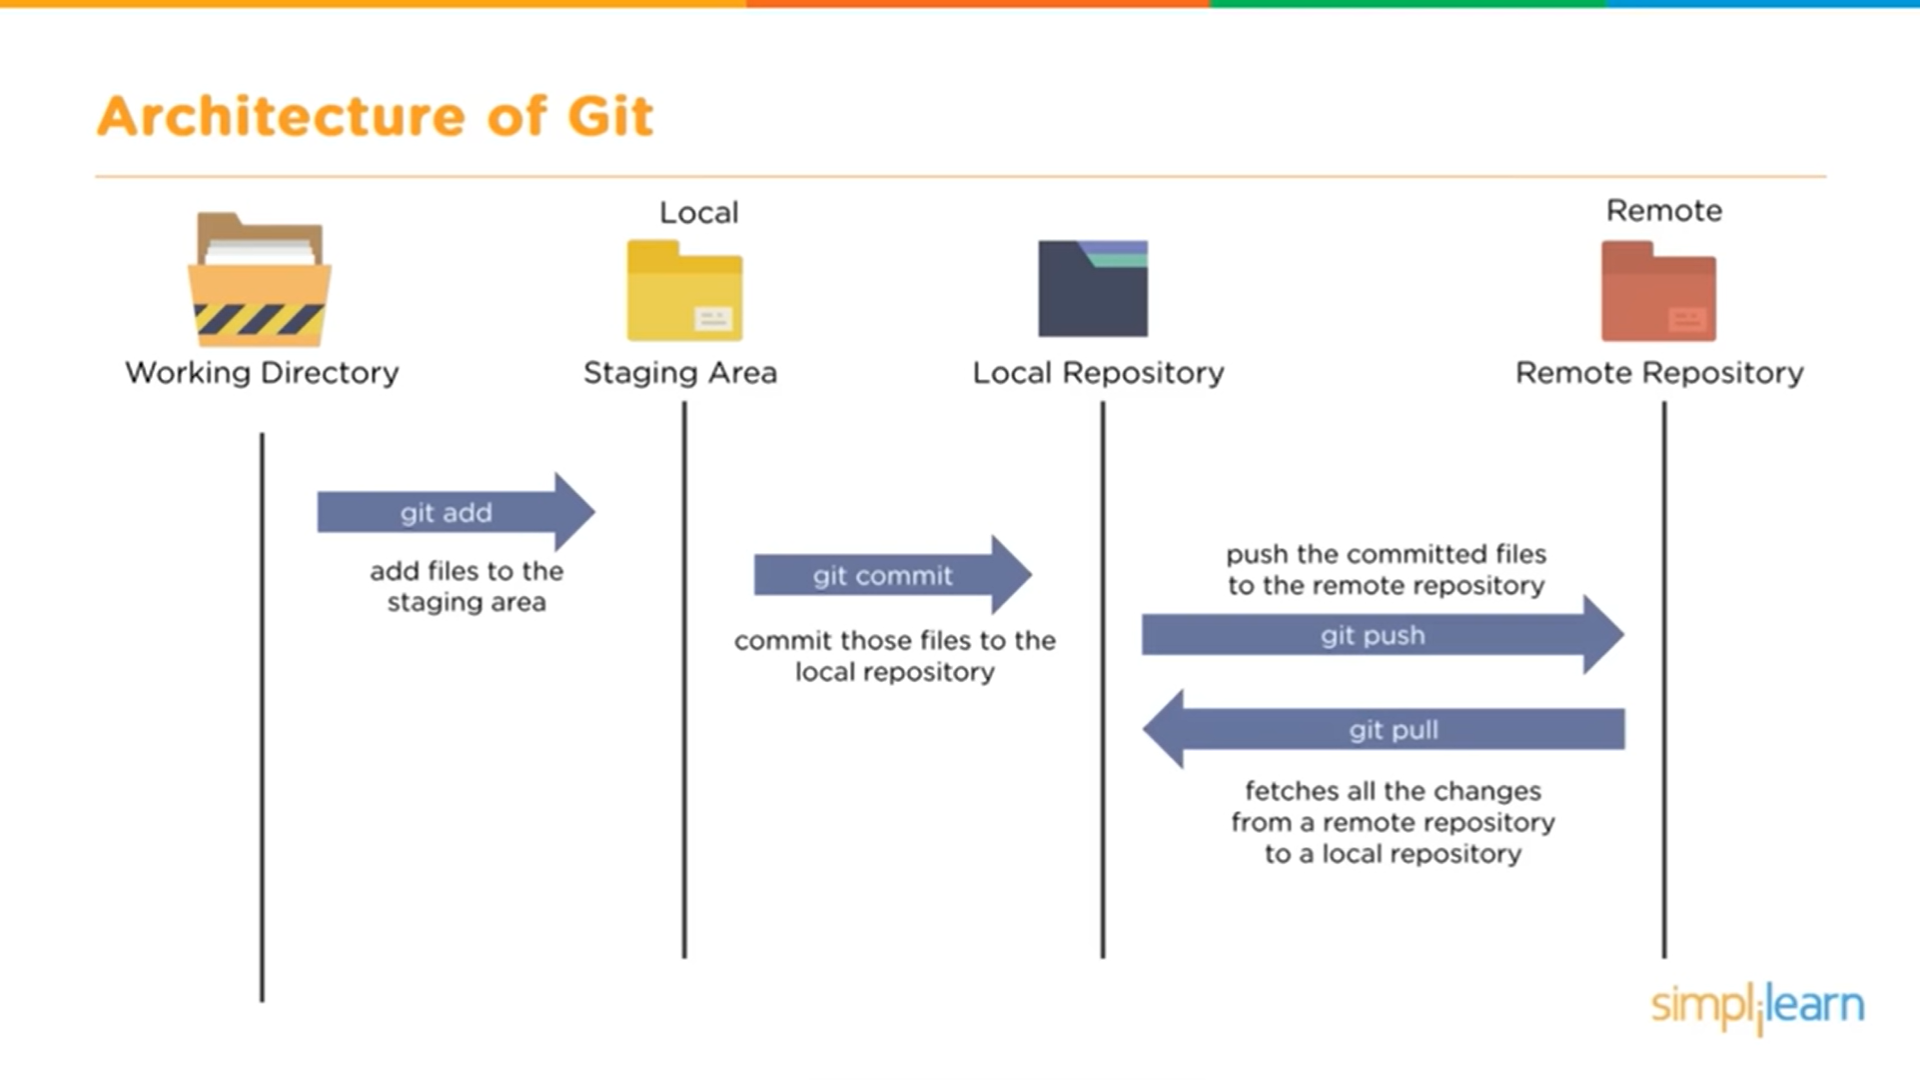 Architecture of Git
Local
Remote
Working Directory
Staging Area
Local Repository
Remote Repository
git add
add files to the
staging area
git commit
commit those files to the
local repository
push the committed files
to the remote repository
git push
git pull
fetches all the changes
from a remote repository
to a local repository
simplilearn